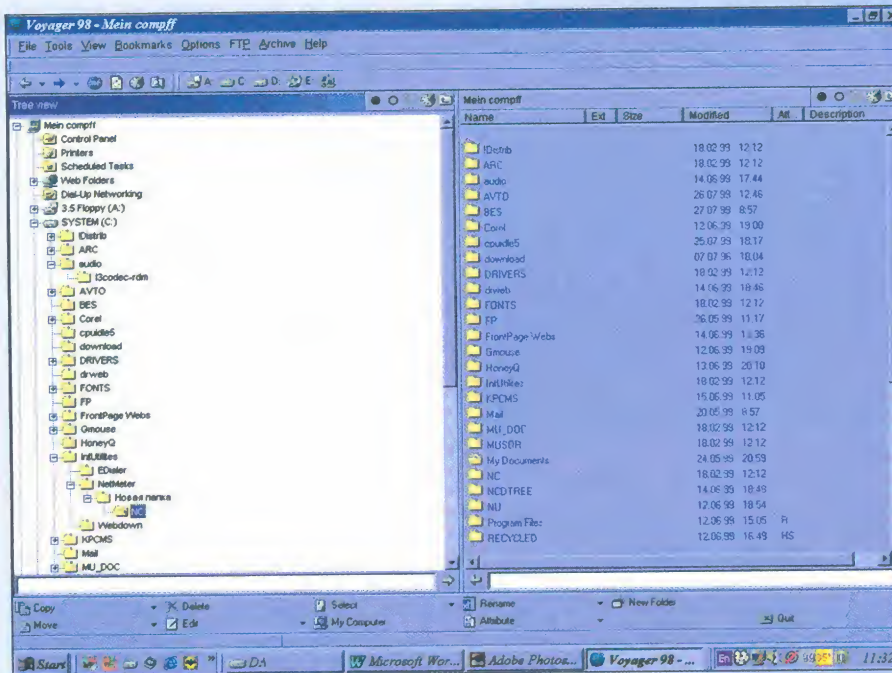 Voyager 98 - Mein compff
File Tools View Bookmarks Options FTP Archive Help
A: C: D: E:
Tree view
Mein compff
Control Panel
Printers
Scheduled Tasks
Web Folders
Dial-Up Networking
3.5 Floppy (A:)
SYSTEM (C:)
!Distrib
ARC
audio
l3codec-rdm
AVTO
BES
Corel
cpuidle5
download
DRIVERS
drweb
FONTS
FP
FrontPage Webs
Gmouse
HoneyQ
IntUtilites
EDialer
NetMeter
Новая папка
NC
Webdown
KPCMS
Mail
MU_DOC
Mein compff
Name Ext Size Modified Att Description
!Distrib 18.02.99 12:12
ARC 18.02.99 12:12
audio 14.06.99 17:44
AVTO 26.07.99 12:46
BES 27.07.99 8:57
Corel 12.06.99 19:00
cpuidle5 25.07.99 18:17
download 07.07.96 18:04
DRIVERS 18.02.99 12:12
drweb 14.06.99 18:46
FONTS 18.02.99 12:12
FP 26.05.99 11:17
FrontPage Webs 14.06.99
Gmouse 12.06.99 19:09
HoneyQ 13.06.99 20:10
IntUtilites 18.02.99 12:12
KPCMS 15.06.99 11:05
Mail 20.05.99 8:57
MU_DOC 18.02.99 12:12
MUSDR 18.02.99 12:12
My Documents 24.05.99 20:59
NC 18.02.99 12:12
NCDTREE 14.06.99 18:48
NU 12.06.99 18:54
Program Files 12.06.99 15:05 R
RECYCLED 12.06.99 16:49 HS
Copy Delete Select Rename New Folder
Move Edit My Computer Attribute Quit
Start DA Microsoft Wor... Adobe Photos... Voyager 98 - ... En 11:32